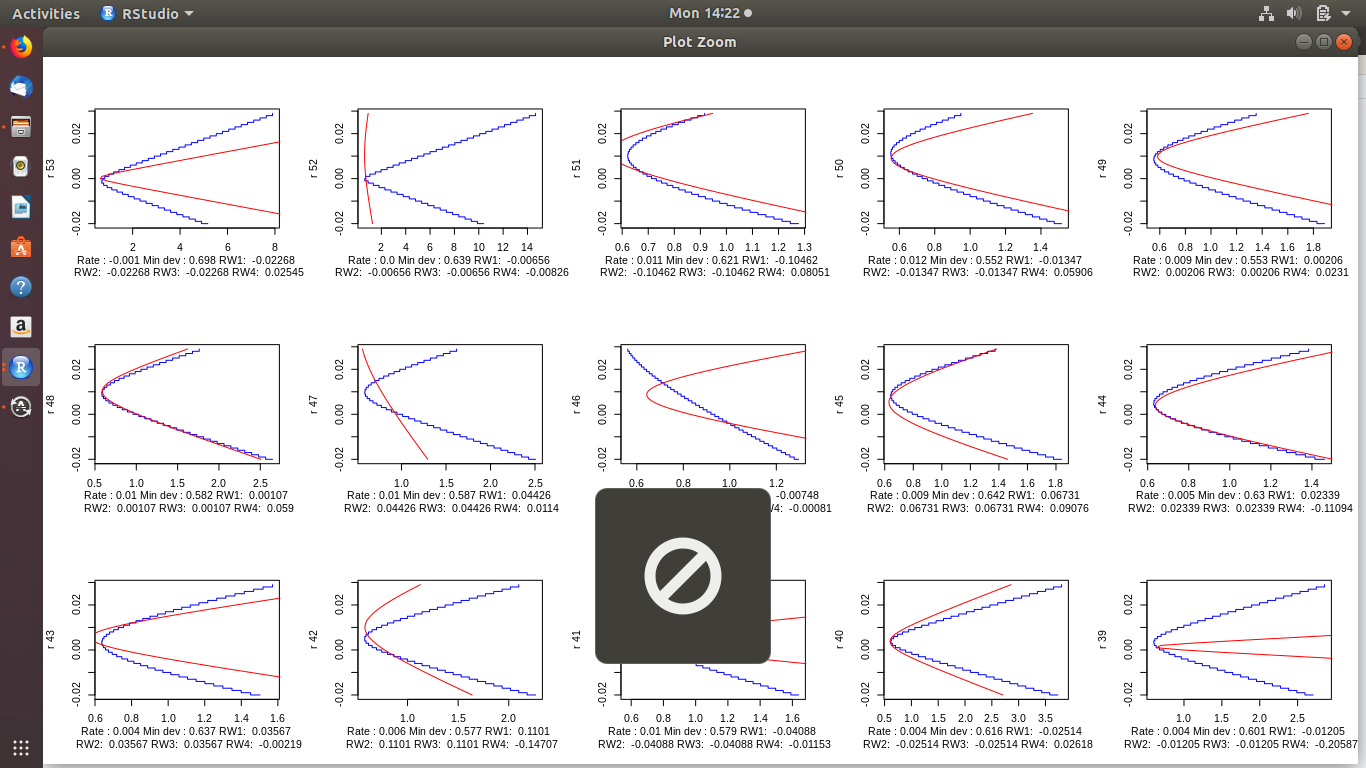 Activities RStudio Mon 14:22
Plot Zoom
r 53 -0.02 0.00 0.02
2 4 6 8
Rate : -0.001 Min dev : 0.698 RW1: -0.02268
RW2: -0.02268 RW3: -0.02268 RW4: 0.02545
r 52 -0.02 0.00 0.02
2 4 6 8 10 12 14
Rate : 0.0 Min dev : 0.639 RW1: -0.00656
RW2: -0.00656 RW3: -0.00656 RW4: -0.00826
r 51 -0.02 0.00 0.02
0.6 0.7 0.8 0.9 1.0 1.1 1.2 1.3
Rate : 0.011 Min dev : 0.621 RW1: -0.10462
RW2: -0.10462 RW3: -0.10462 RW4: 0.08051
r 50 -0.02 0.00 0.02
0.6 1.0 1.4
Rate : 0.012 Min dev : 0.552 RW1: -0.01347
RW2: -0.01347 RW3: -0.01347 RW4: 0.05906
r 49 -0.02 0.00 0.02
0.6 0.8 1.0 1.2 1.4 1.6 1.8
Rate : 0.009 Min dev : 0.553 RW1: 0.00206
RW2: 0.00206 RW3: 0.00206 RW4: 0.0231
r 48 -0.02 0.00 0.02
0.5 1.0 1.5 2.0 2.5
Rate : 0.01 Min dev : 0.582 RW1: 0.00107
RW2: 0.00107 RW3: 0.00107 RW4: 0.059
r 47 -0.02 0.00 0.02
1.0 1.5 2.0 2.5
Rate : 0.01 Min dev : 0.587 RW1: 0.04426
RW2: 0.04426 RW3: 0.04426 RW4: 0.0114
r 46 -0.02 0.00 0.02
0.6 0.8 1.0 1.2
-0.00748
-0.00081
r 45 -0.02 0.00 0.02
0.6 0.8 1.0 1.2 1.4 1.6 1.8
Rate : 0.009 Min dev : 0.642 RW1: 0.06731
RW2: 0.06731 RW3: 0.06731 RW4: 0.09076
r 44 -0.02 0.00 0.02
0.6 0.8 1.0 1.2 1.4
Rate : 0.005 Min dev : 0.63 RW1: 0.02339
RW2: 0.02339 RW3: 0.02339 RW4: -0.11094
r 43 -0.02 0.00 0.02
0.6 0.8 1.0 1.2 1.4 1.6
Rate : 0.004 Min dev : 0.637 RW1: 0.03567
RW2: 0.03567 RW3: 0.03567 RW4: -0.00219
r 42 -0.02 0.00 0.02
1.0 1.5 2.0
Rate : 0.006 Min dev : 0.577 RW1: 0.1101
RW2: 0.1101 RW3: 0.1101 RW4: -0.14707
r 41 -0.02 0.00 0.02
0.6 0.8 1.0 1.2 1.4 1.6
Rate : 0.01 Min dev : 0.579 RW1: -0.04088
RW2: -0.04088 RW3: -0.04088 RW4: -0.01153
r 40 -0.02 0.00 0.02
0.5 1.0 1.5 2.0 2.5 3.0 3.5
Rate : 0.004 Min dev : 0.616 RW1: -0.02514
RW2: -0.02514 RW3: -0.02514 RW4: 0.02618
r 39 -0.02 0.00 0.02
1.0 1.5 2.0 2.5
Rate : 0.004 Min dev : 0.601 RW1: -0.01205
RW2: -0.01205 RW3: -0.01205 RW4: -0.20587